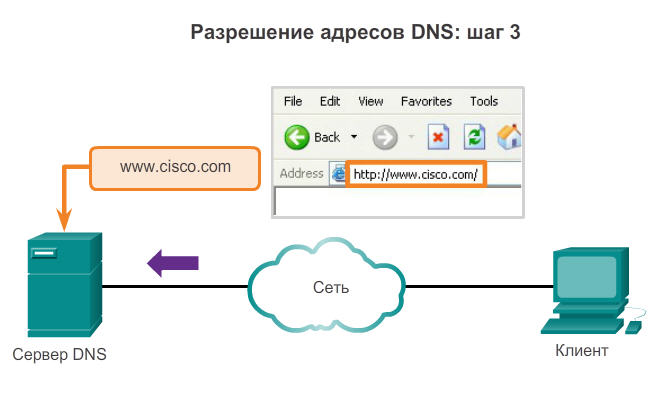 Разрешение адресов DNS: шаг 3
File Edit View Favorites Tools
Back
www.cisco.com
Address http://www.cisco.com/
Сеть
Сервер DNS
Клиент